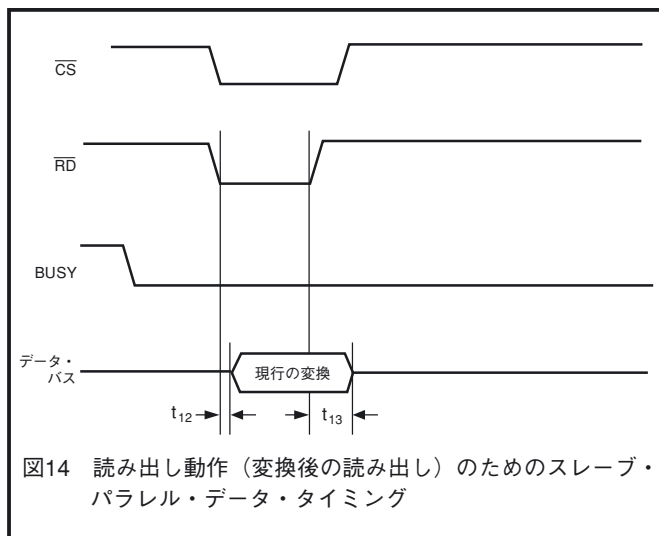 CS
RD
BUSY
データ・
バス
現行の変換
t12
t13
図14 読み出し動作（変換後の読み出し）のためのスレーブ・
パラレル・データ・タイミング